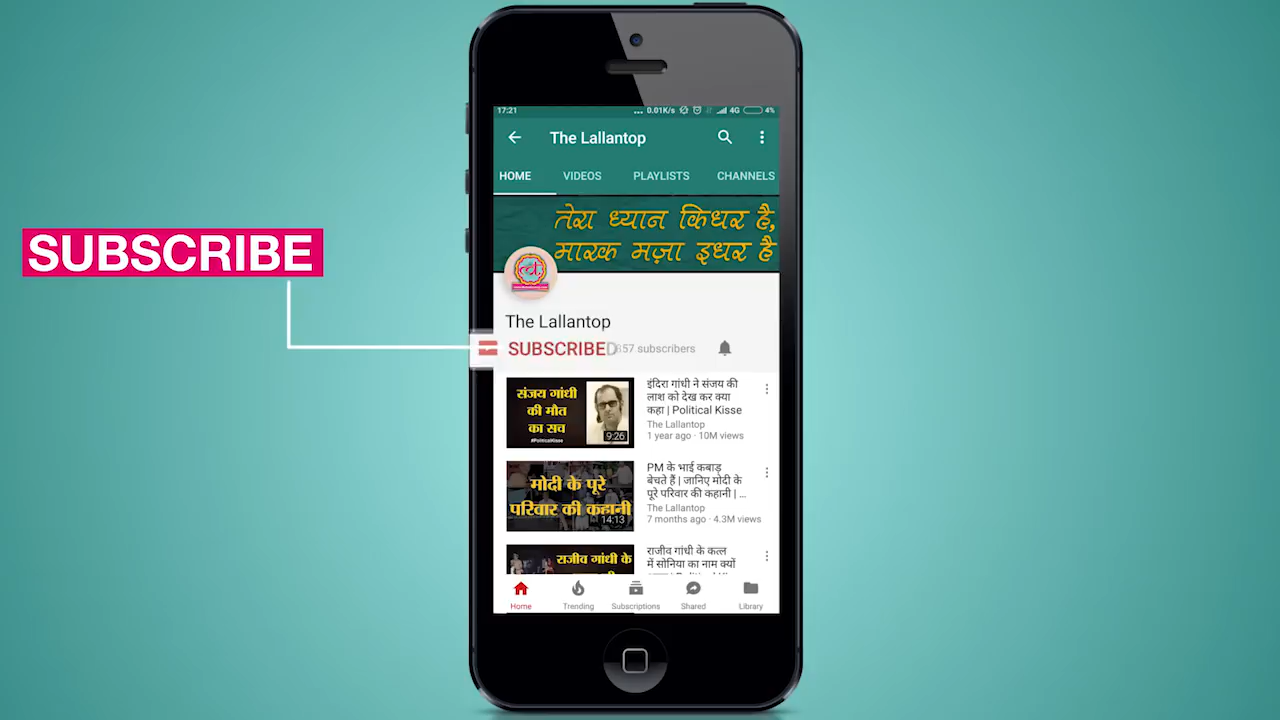 17:21 ... 0.01K/s 4G 4%
The Lallantop
HOME VIDEOS PLAYLISTS CHANNELS
तेरा ध्यान किधर है,
मारक मज़ा इधर है
SUBSCRIBE
The Lallantop
SUBSCRIBED 857 subscribers
संजय गांधी
की मौत
का सच
#PoliticalKisse
9:26
इंदिरा गांधी ने संजय की
लाश को देख कर क्या
कहा | Political Kisse
The Lallantop
1 year ago · 10M views
मोदी के पूरे
परिवार की कहानी
14:13
PM के भाई कबाड़
बेचते हैं | जानिए मोदी के
पूरे परिवार की कहानी | ...
The Lallantop
7 months ago · 4.3M views
राजीव गांधी के
राजीव गांधी के कत्ल
में सोनिया का नाम क्यों
Home Trending Subscriptions Shared Library